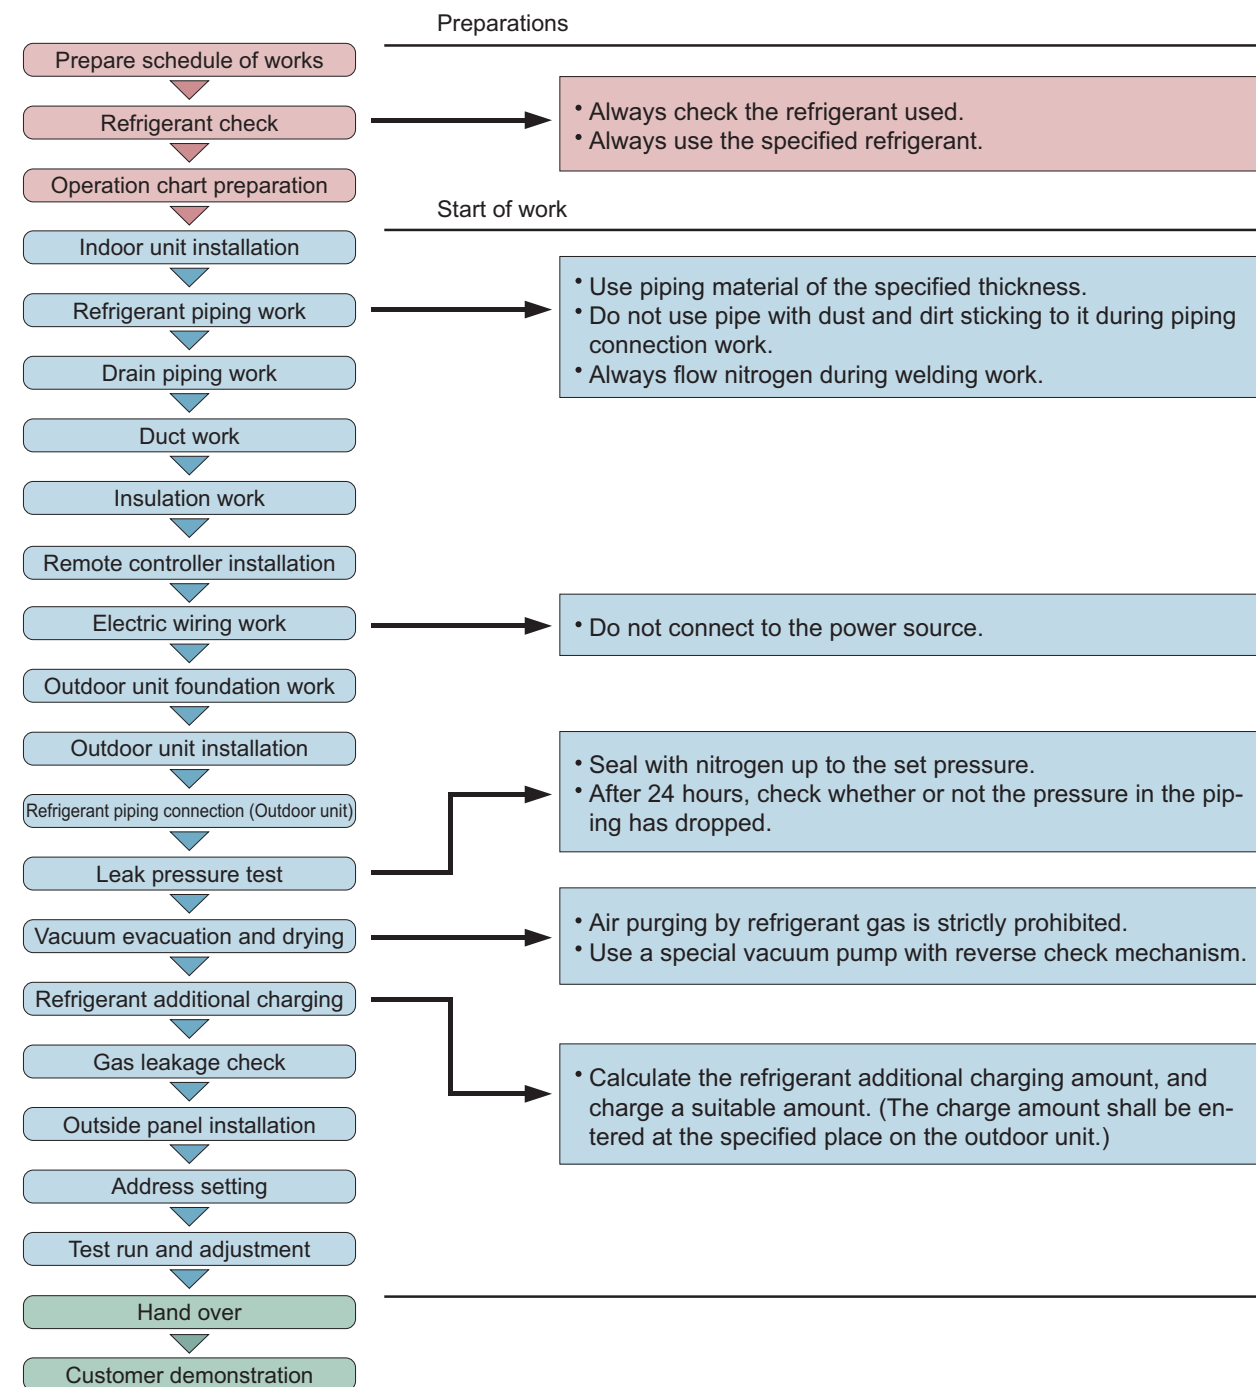 Preparations
Prepare schedule of works
Refrigerant check
• Always check the refrigerant used.
• Always use the specified refrigerant.
Operation chart preparation
Start of work
Indoor unit installation
Refrigerant piping work
• Use piping material of the specified thickness.
• Do not use pipe with dust and dirt sticking to it during piping
connection work.
• Always flow nitrogen during welding work.
Drain piping work
Duct work
Insulation work
Remote controller installation
Electric wiring work
• Do not connect to the power source.
Outdoor unit foundation work
Outdoor unit installation
Refrigerant piping connection (Outdoor unit)
Leak pressure test
• Seal with nitrogen up to the set pressure.
• After 24 hours, check whether or not the pressure in the pip-
ing has dropped.
Vacuum evacuation and drying
• Air purging by refrigerant gas is strictly prohibited.
• Use a special vacuum pump with reverse check mechanism.
Refrigerant additional charging
• Calculate the refrigerant additional charging amount, and
charge a suitable amount. (The charge amount shall be en-
tered at the specified place on the outdoor unit.)
Gas leakage check
Outside panel installation
Address setting
Test run and adjustment
Hand over
Customer demonstration